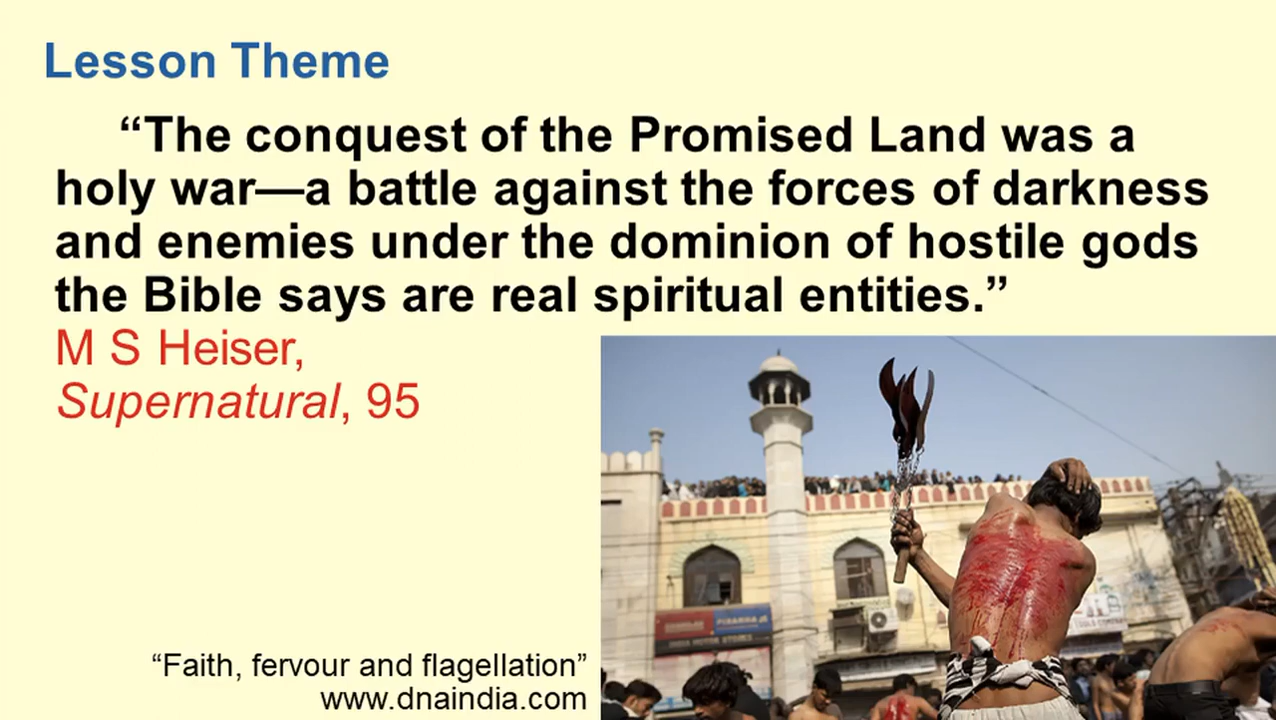 Lesson Theme
“The conquest of the Promised Land was a
holy war—a battle against the forces of darkness
and enemies under the dominion of hostile gods
the Bible says are real spiritual entities.”
M S Heiser,
Supernatural, 95
“Faith, fervour and flagellation”
www.dnaindia.com